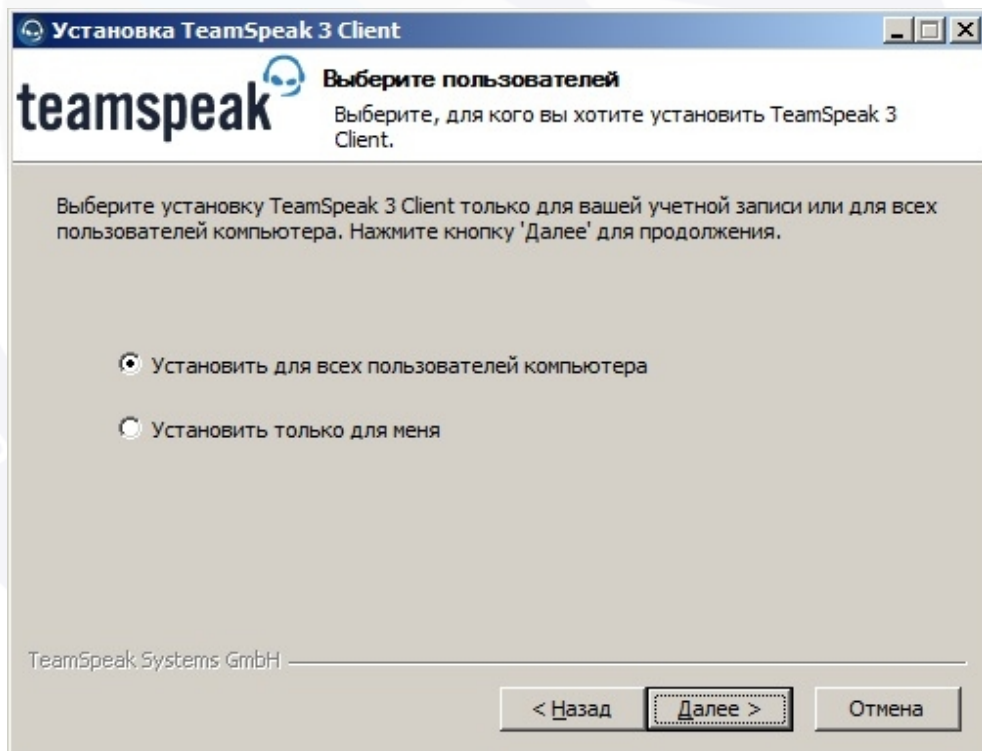 Установка TeamSpeak 3 Client
teamspeak
Выберите пользователей
Выберите, для кого вы хотите установить TeamSpeak 3
Client.
Выберите установку TeamSpeak 3 Client только для вашей учетной записи или для всех
пользователей компьютера. Нажмите кнопку 'Далее' для продолжения.
Установить для всех пользователей компьютера
Установить только для меня
TeamSpeak Systems GmbH
< Назад
Далее >
Отмена